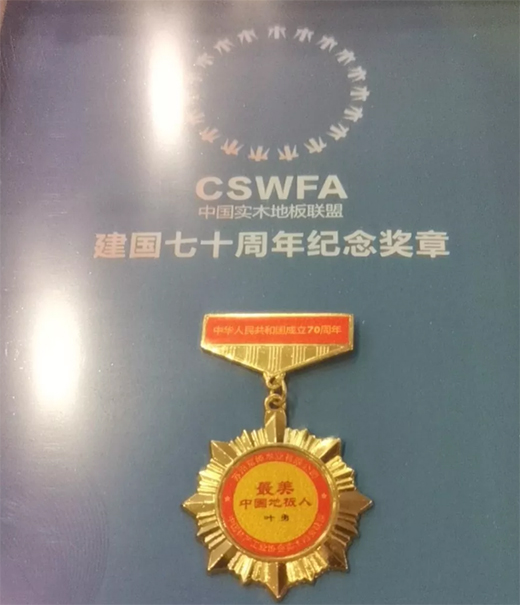 CSWFA
中国实木地板联盟
建国七十周年纪念奖章
中华人民共和国成立70周年
最美
中国地板人
叶勇